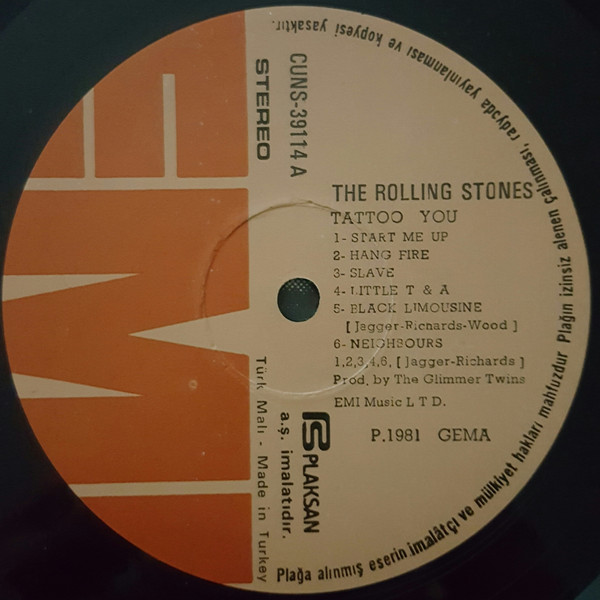 EMI
STEREO
CUNS-39114 A
THE ROLLING STONES
TATTOO YOU
1- START ME UP
2- HANG FIRE
3- SLAVE
4- LITTLE T & A
5- BLACK LIMOUSINE
[ Jagger-Richards-Wood ]
6- NEIGHBOURS
1,2,3,4,6, [ Jagger-Richards ]
Prod. by The Glimmer Twins
EMI Music L T D.
P.1981 GEMA
PLAKSAN
a.ş. imalatıdır.
Türk Malı - Made in Turkey
Plağa alınmış eserin imalâtçı ve mülkiyet hakları mahfuzdur Plağın izinsiz alenen çalınması, radyoda yayınlanması ve kopyesi yasaktır.